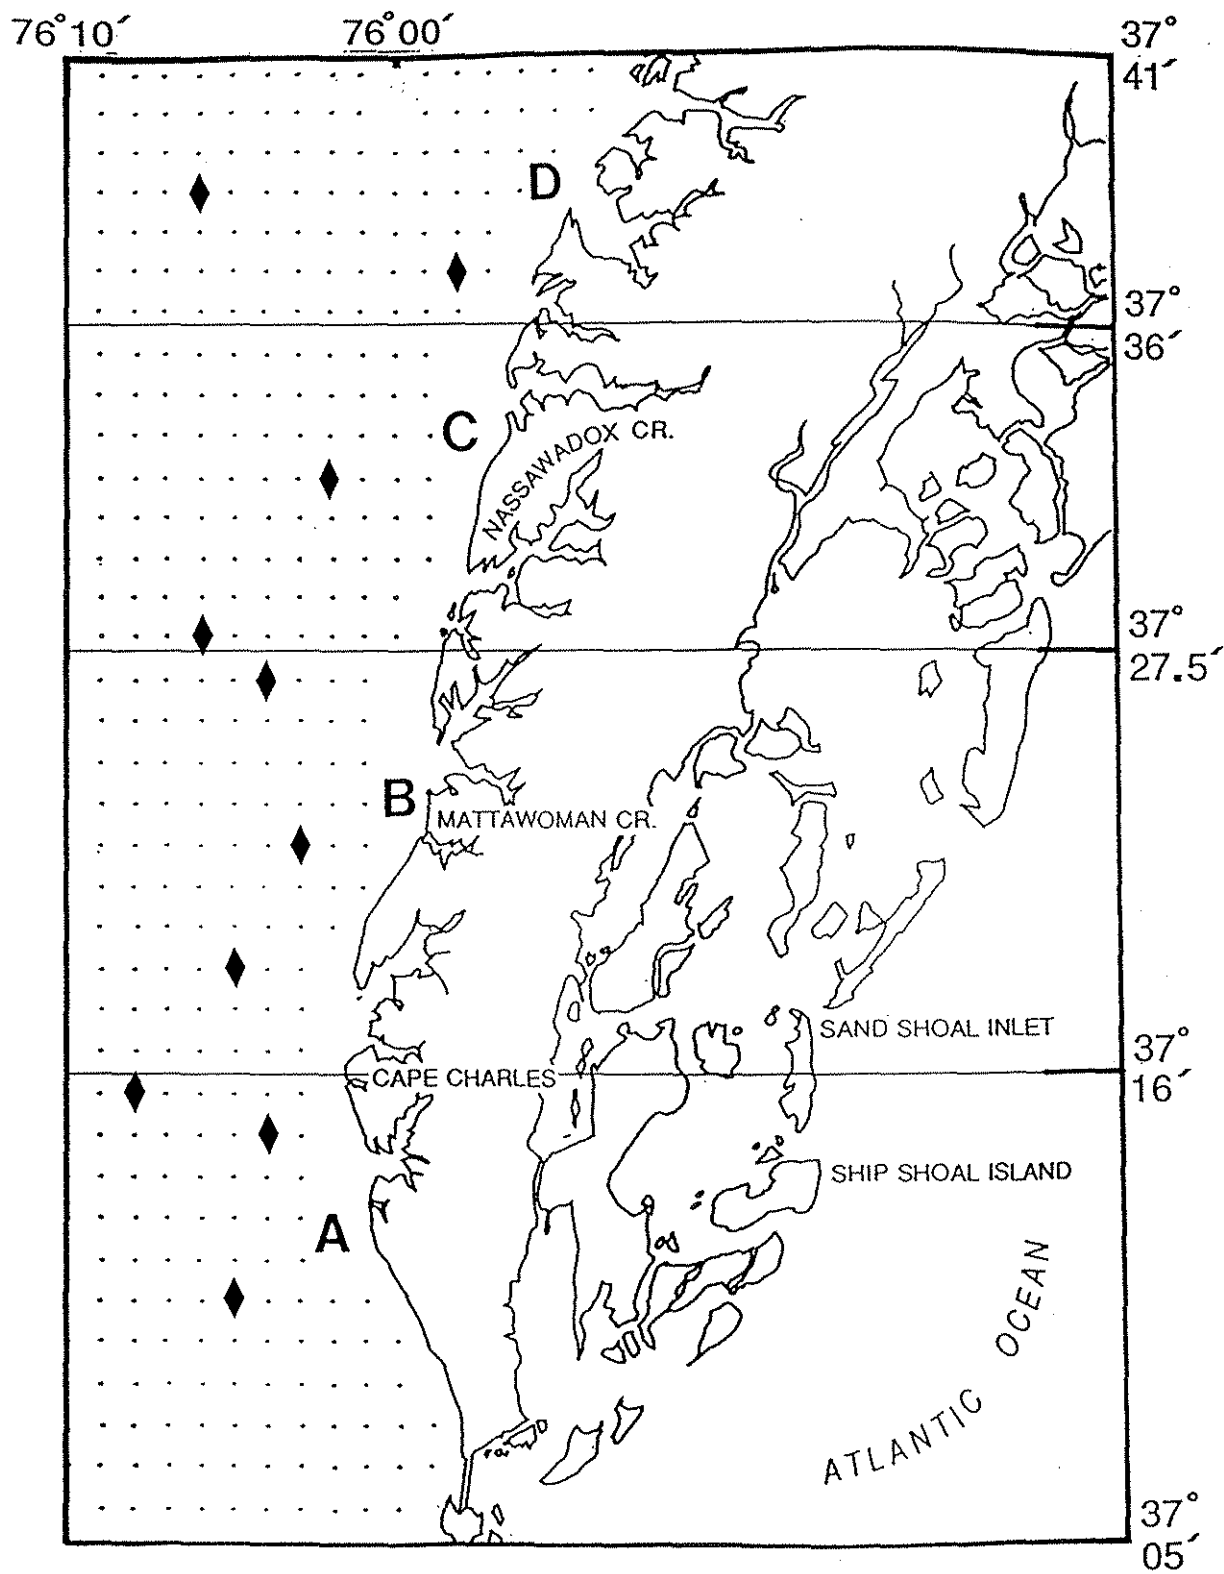 76°10′
76°00′
37°
41′
D
37°
36′
C
NASSAWADOX CR.
37°
27.5′
B
MATTAWOMAN CR.
SAND SHOAL INLET
37°
16′
CAPE CHARLES
SHIP SHOAL ISLAND
A
ATLANTIC OCEAN
37°
05′